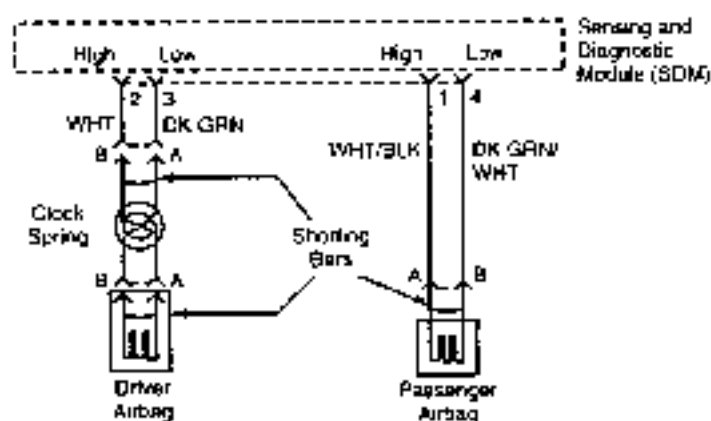 Sensing and
Diagnostic
Module (SDM)
High Low
High Low
2 3
1 4
WHT DK GRN
WHT/BLK
DK GRN/
WHT
B A
Clock
Spring
Shorting
Bars
B A
A B
Driver
Airbag
Passenger
Airbag